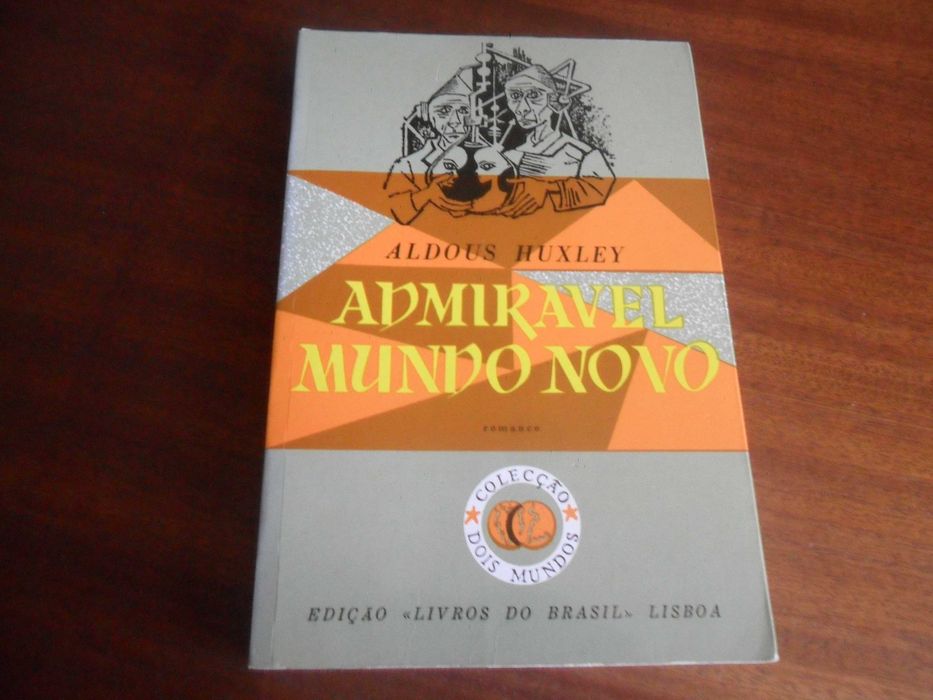 ALDOUS HUXLEY
ADMIRAVEL
MUNDO NOVO
romance
COLECÇÃO
DOIS MUNDOS
EDIÇÃO «LIVROS DO BRASIL» LISBOA